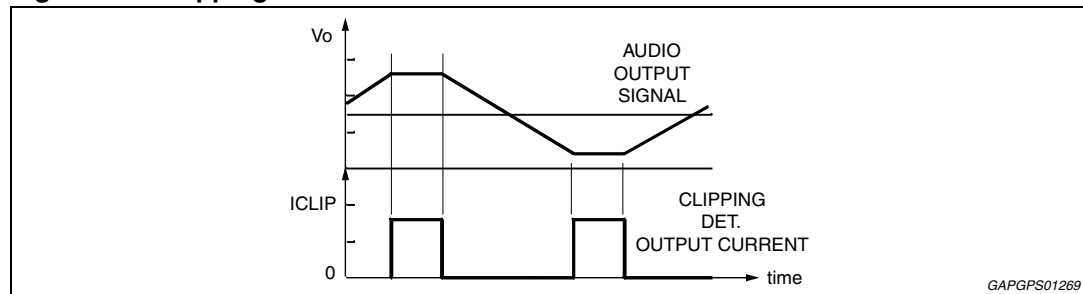 Vo
AUDIO
OUTPUT
SIGNAL
ICLIP
CLIPPING
DET.
OUTPUT CURRENT
0
time
GAPGPS01269